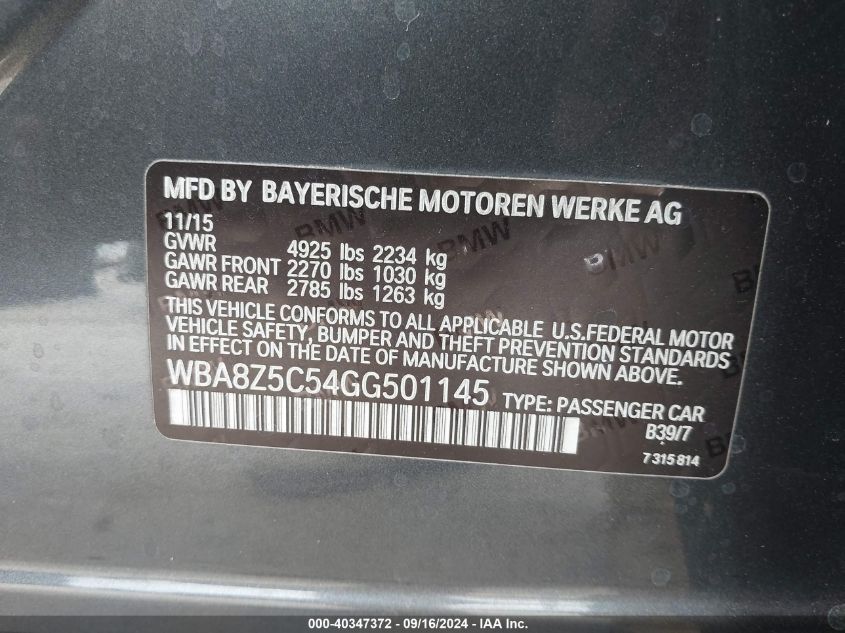 MFD BY BAYERISCHE MOTOREN WERKE AG
11/15
GVWR 4925 lbs 2234 kg
GAWR FRONT 2270 lbs 1030 kg
GAWR REAR 2785 lbs 1263 kg
THIS VEHICLE CONFORMS TO ALL APPLICABLE U.S.FEDERAL MOTOR
VEHICLE SAFETY, BUMPER AND THEFT PREVENTION STANDARDS
IN EFFECT ON THE DATE OF MANUFACTURE SHOWN ABOVE.
WBA8Z5C54GG501145 TYPE: PASSENGER CAR
B39/7
7315814
000-40347372 - 09/16/2024 - IAA Inc.